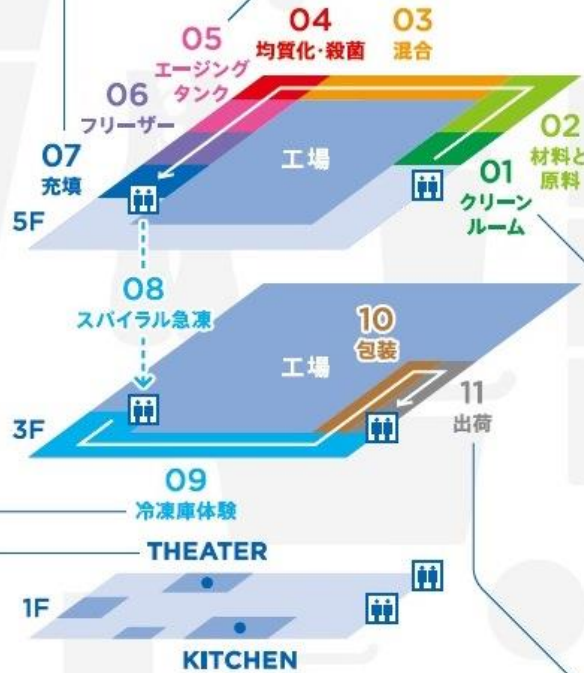 04
均質化・殺菌
03
混合
05
エージング
タンク
06
フリーザー
02
材料と
原料
07
充填
工場
01
クリーン
ルーム
5F
08
スパイラル急凍
10
包装
工場
11
出荷
3F
09
冷凍庫体験
THEATER
1F
KITCHEN